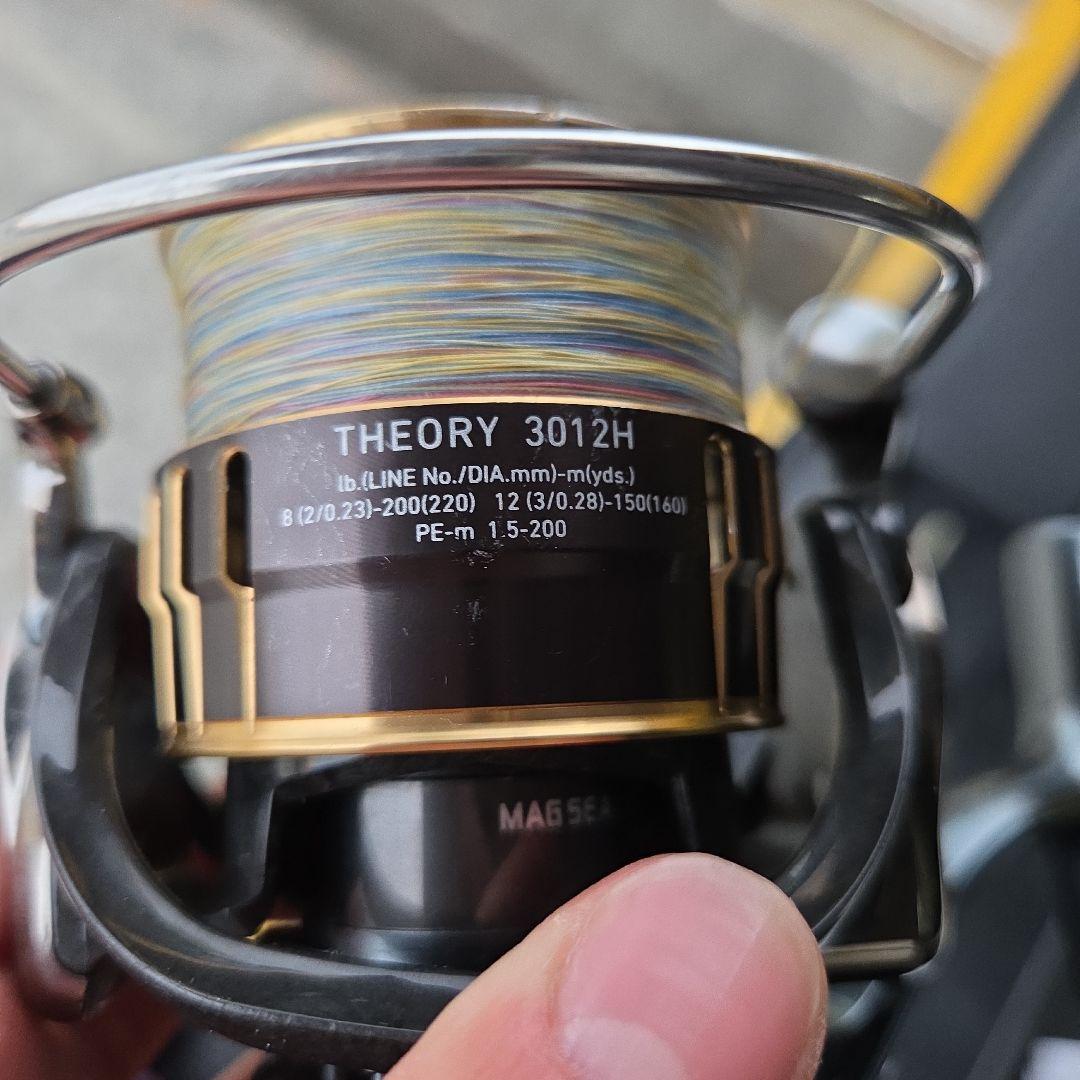 THEORY 3012H
lb.(LINE No./DIA.mm)-m(yds.)
8 (2/0.23)-200(220) 12 (3/0.28)-150(160)
PE-m 1.5-200